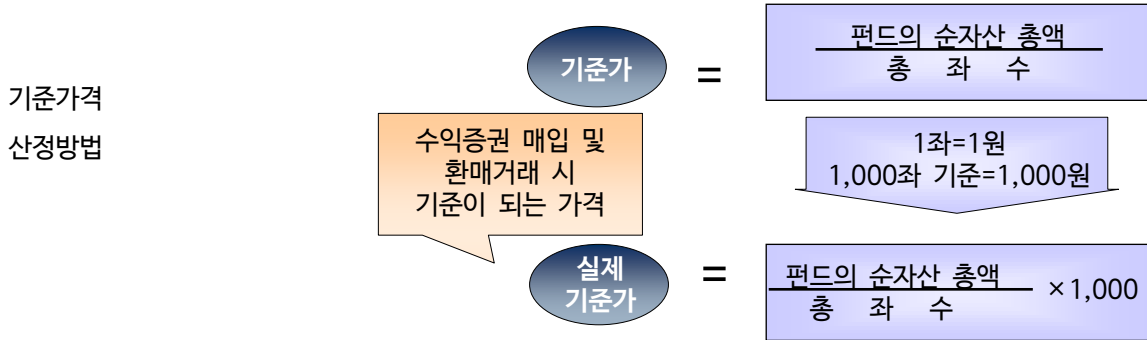 기준가격
산정방법
기준가
=
펀드의 순자산 총액
총 좌 수
수익증권 매입 및
환매거래 시
기준이 되는 가격
1좌=1원
1,000좌 기준=1,000원
실제
기준가
=
펀드의 순자산 총액
총 좌 수
×1,000